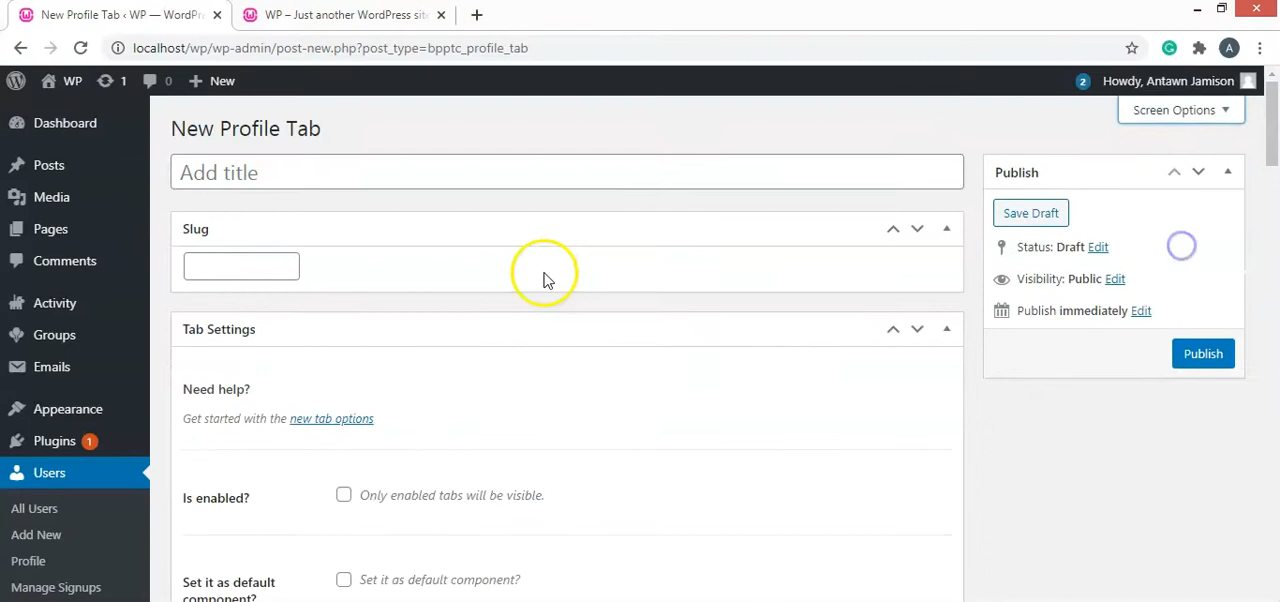 New Profile Tab ‹ WP — WordPr
WP – Just another WordPress site
localhost/wp/wp-admin/post-new.php?post_type=bpptc_profile_tab
A
WP
1
0
New
2
Howdy, Antawn Jamison
Screen Options
Dashboard
Posts
Media
Pages
Comments
Activity
Groups
Emails
Appearance
Plugins 1
Users
All Users
Add New
Profile
Manage Signups
New Profile Tab
Add title
Slug
Tab Settings
Need help?
Get started with the new tab options
Is enabled?
Only enabled tabs will be visible.
Set it as default
component?
Set it as default component?
Publish
Save Draft
Status: Draft Edit
Visibility: Public Edit
Publish immediately Edit
Publish